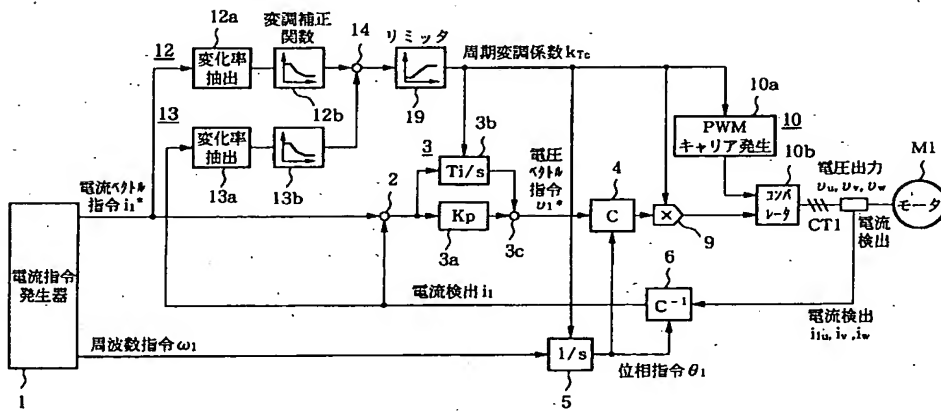 12a
変調補正
関数
12
変化率
抽出
14
リミッタ
周期変調係数 kTc
12b
19
10a
13
変化率
抽出
13a
13b
3
3b
Ti/s
PWM
キャリア発生
10
10b
電圧
ベクトル
指令
υ1*
電流ベクトル
指令 i1*
2
Kp
3a
3c
4
C
×
9
コンパ
レータ
電圧出力
υu, υv, υw
M1
モータ
CT1
電流
検出
電流指令
発生器
電流検出 i1
6
C-1
電流検出
i1u, iv, iw
周波数指令 ω1
1/s
位相指令 θ1
1
5